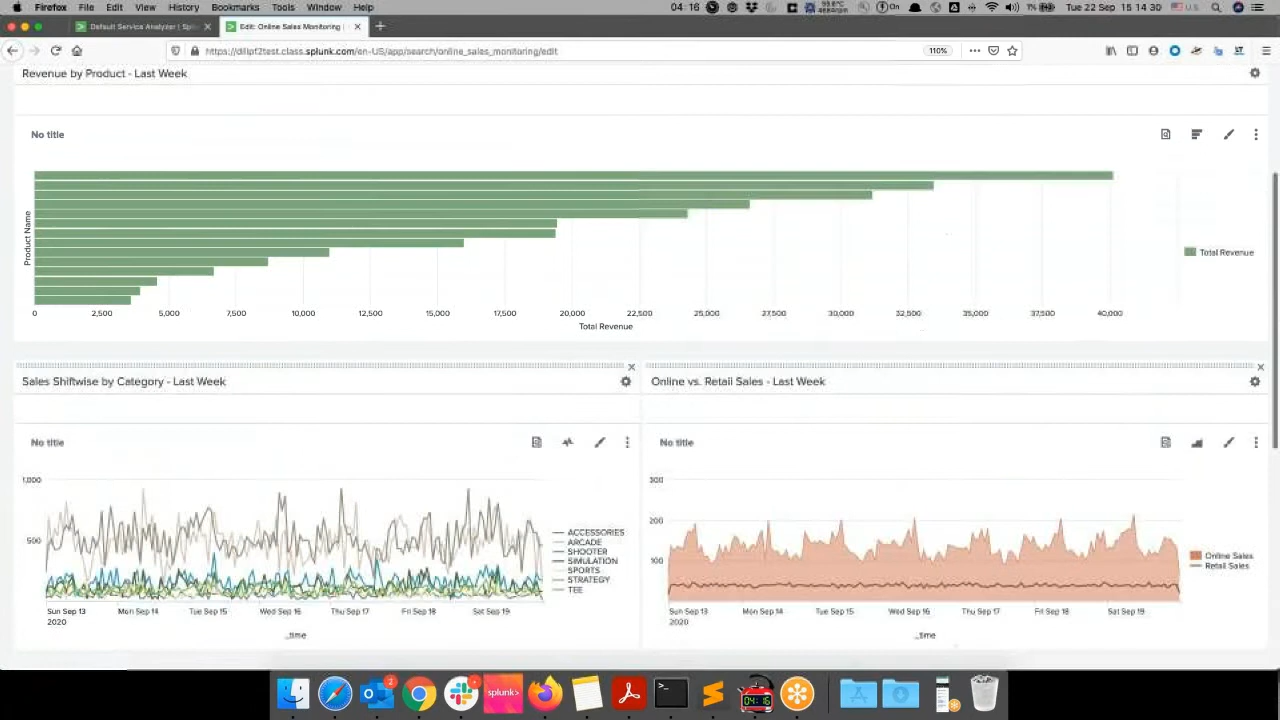 Firefox File Edit View History Bookmarks Tools Window Help 04:16 On 1% Tue 22 Sep 15 14:30
Default Service Analyzer | Spl Edit: Online Sales Monitoring |
https://dilipf2test.class.splunk.com/en-US/app/search/online_sales_monitoring/edit 110%
Revenue by Product - Last Week
No title
Product Name
Total Revenue
0 2,500 5,000 7,500 10,000 12,500 15,000 17,500 20,000 22,500 25,000 27,500 30,000 32,500 35,000 37,500 40,000
Total Revenue
Sales Shiftwise by Category - Last Week
No title
1,000
500
ACCESSORIES
ARCADE
SHOOTER
SIMULATION
SPORTS
STRATEGY
TEE
Sun Sep 13 Mon Sep 14 Tue Sep 15 Wed Sep 16 Thu Sep 17 Fri Sep 18 Sat Sep 19
2020
_time
Online vs. Retail Sales - Last Week
No title
300
200
100
Online Sales
Retail Sales
Sun Sep 13 Mon Sep 14 Tue Sep 15 Wed Sep 16 Thu Sep 17 Fri Sep 18 Sat Sep 19
2020
_time
splunk>
2
04:16